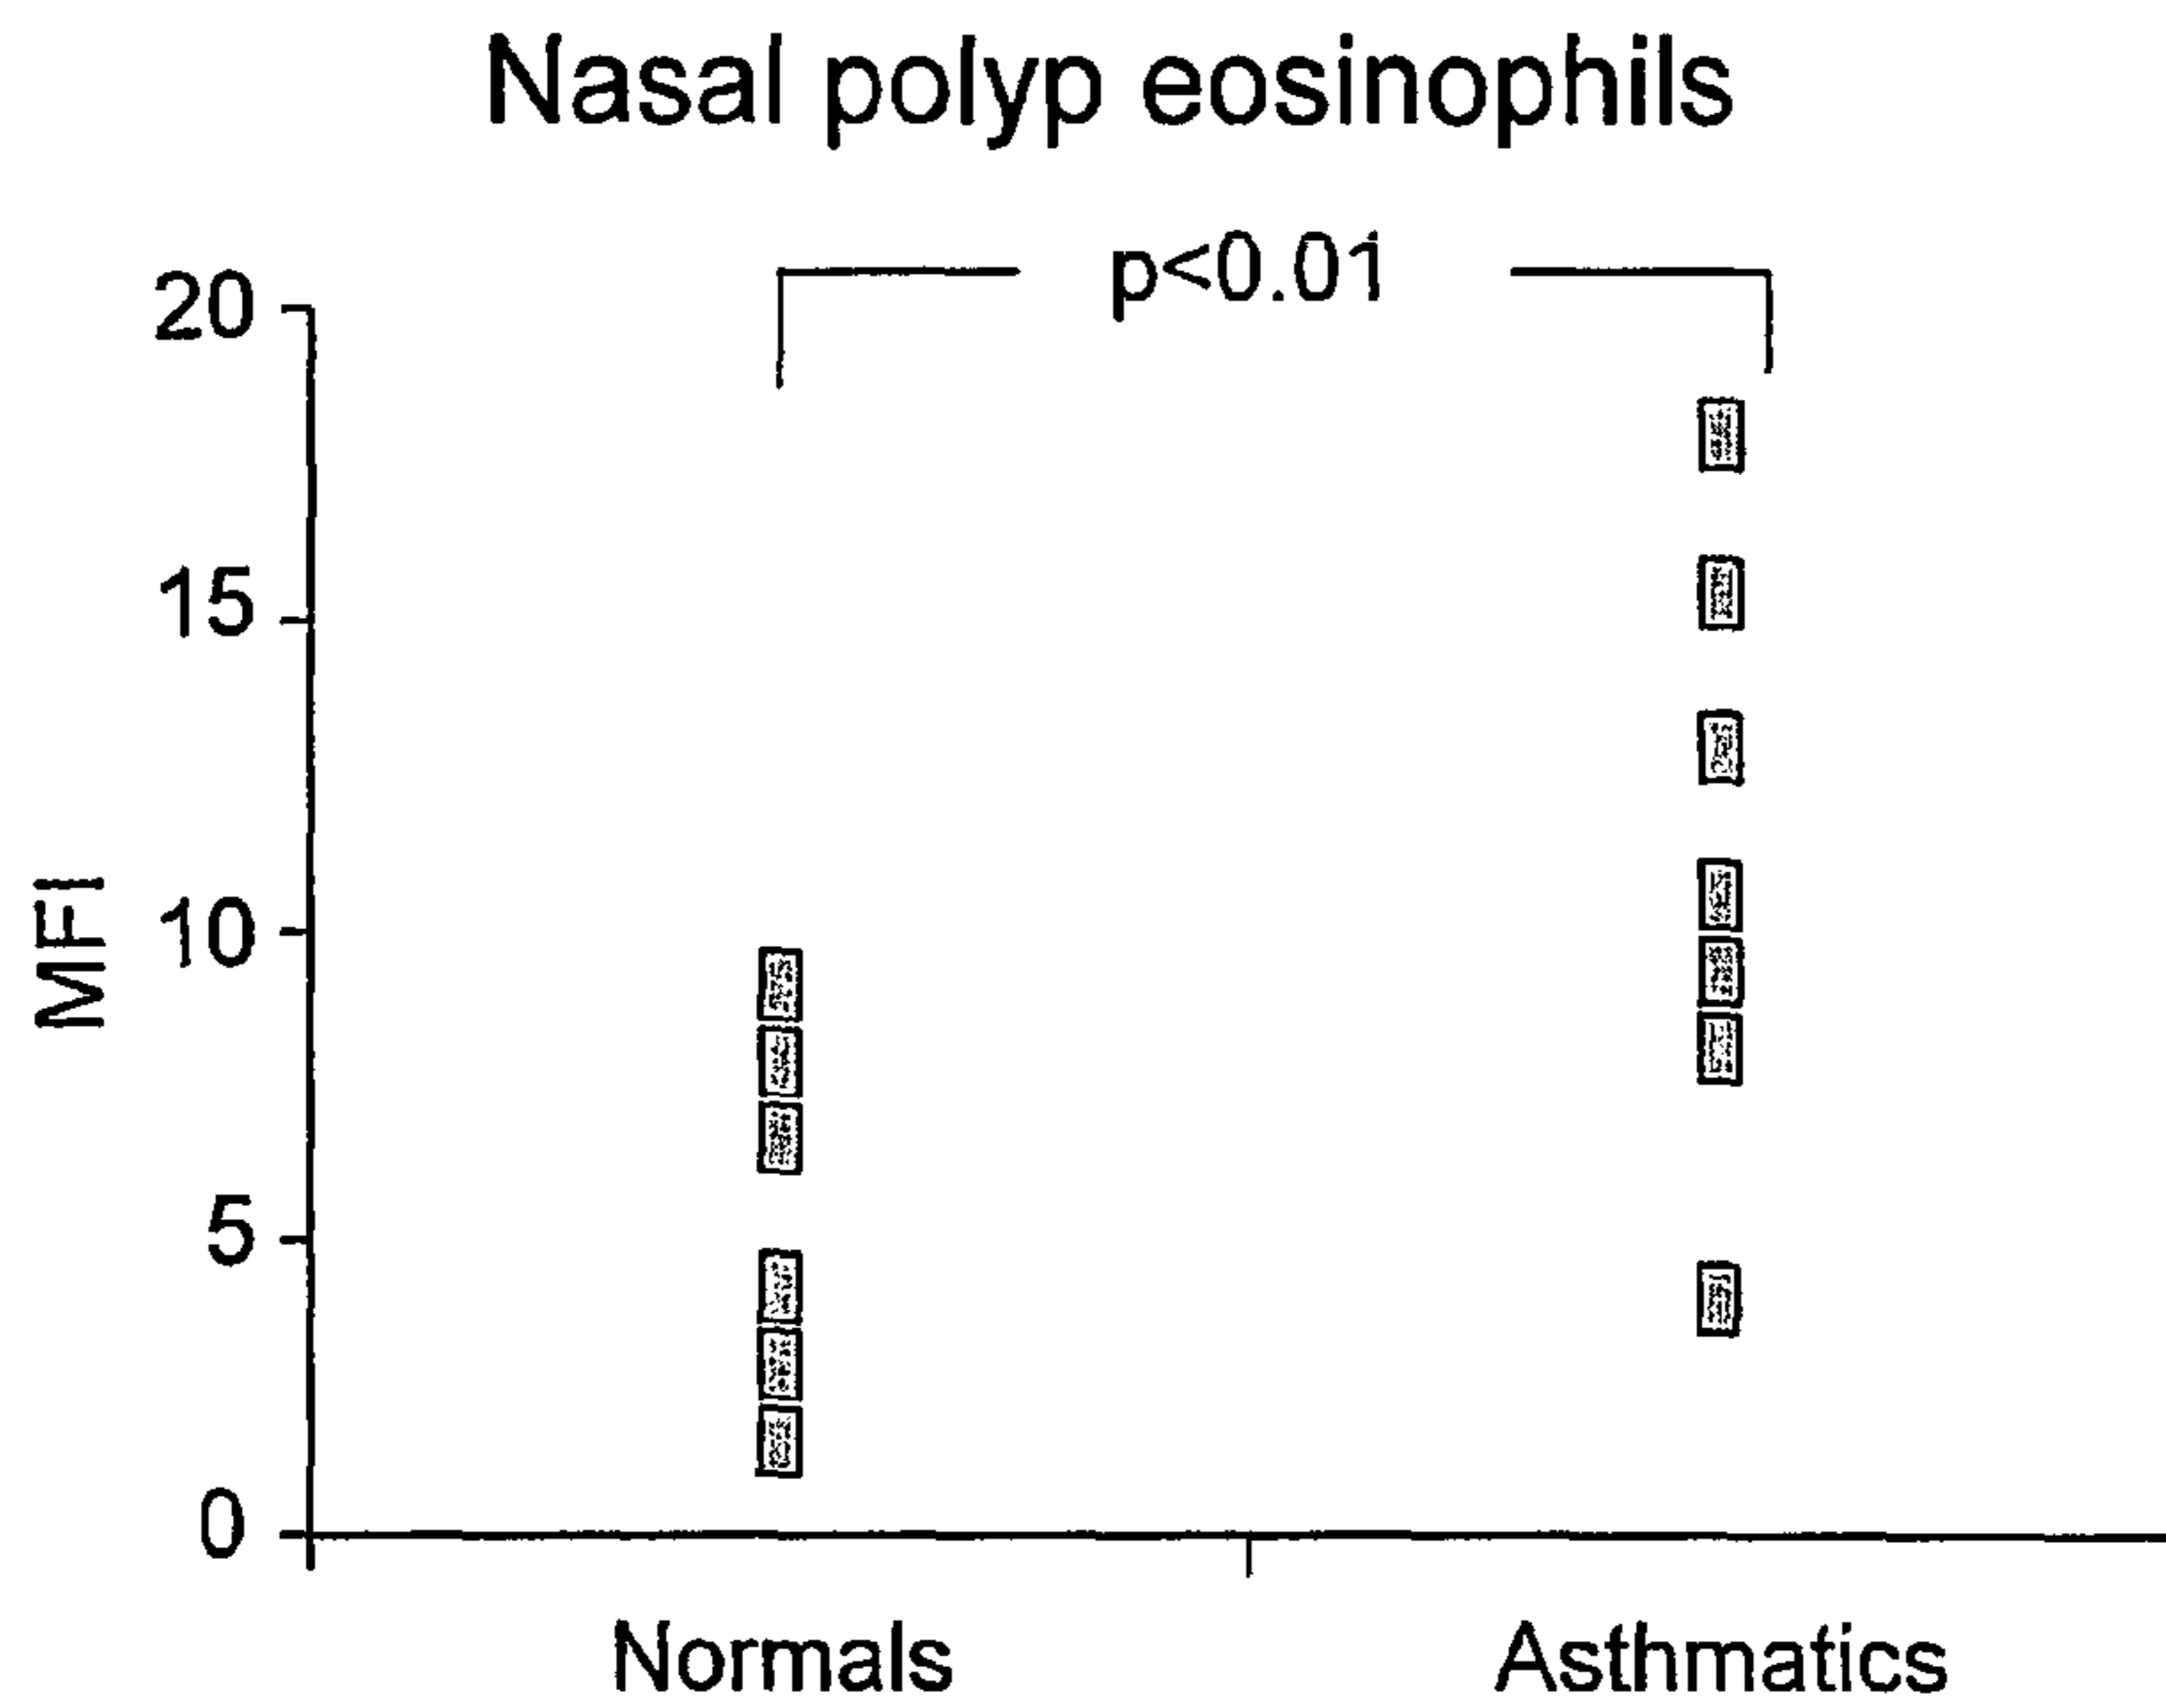 Nasal polyp eosinophils
p<0.01
20
15
10
5
0
MFI
Normals
Asthmatics